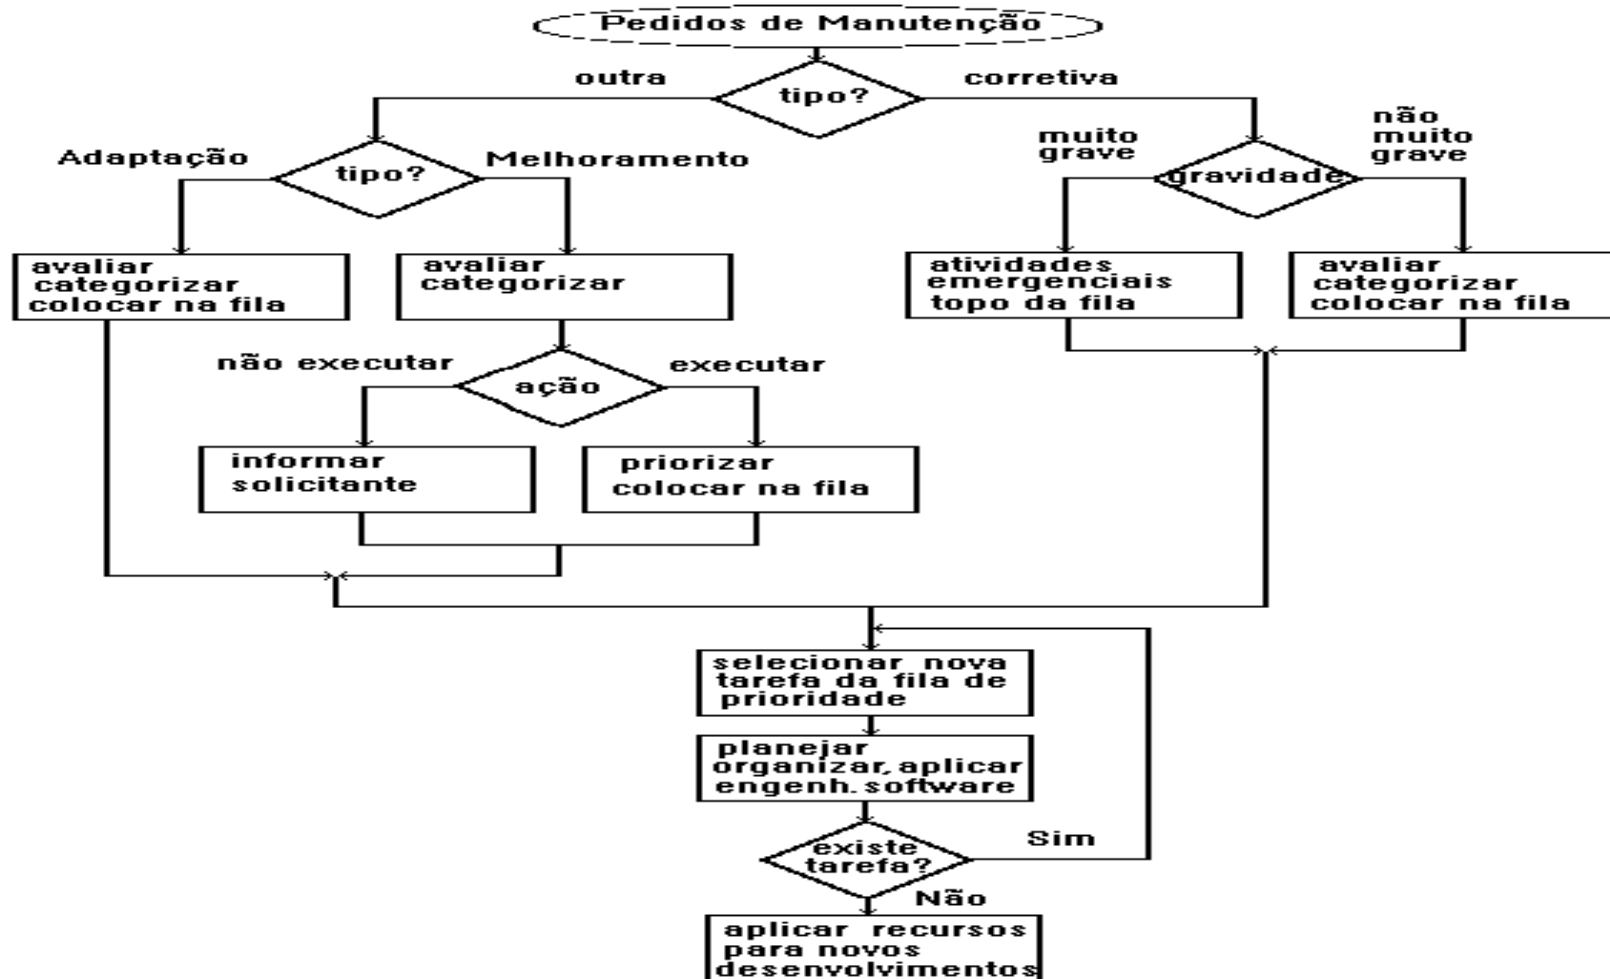 Pedidos de Manutenção
outra
tipo?
corretiva
Adaptação
tipo?
Melhoramento
muito
grave
gravidade
não
muito
grave
avaliar
categorizar
colocar na fila
avaliar
categorizar
atividades
emergenciais
topo da fila
avaliar
categorizar
colocar na fila
não executar
ação
executar
informar
solicitante
priorizar
colocar na fila
selecionar nova
tarefa da fila de
prioridade
planejar
organizar, aplicar
engenh. software
existe
tarefa?
Sim
Não
aplicar recursos
para novos
desenvolvimentos